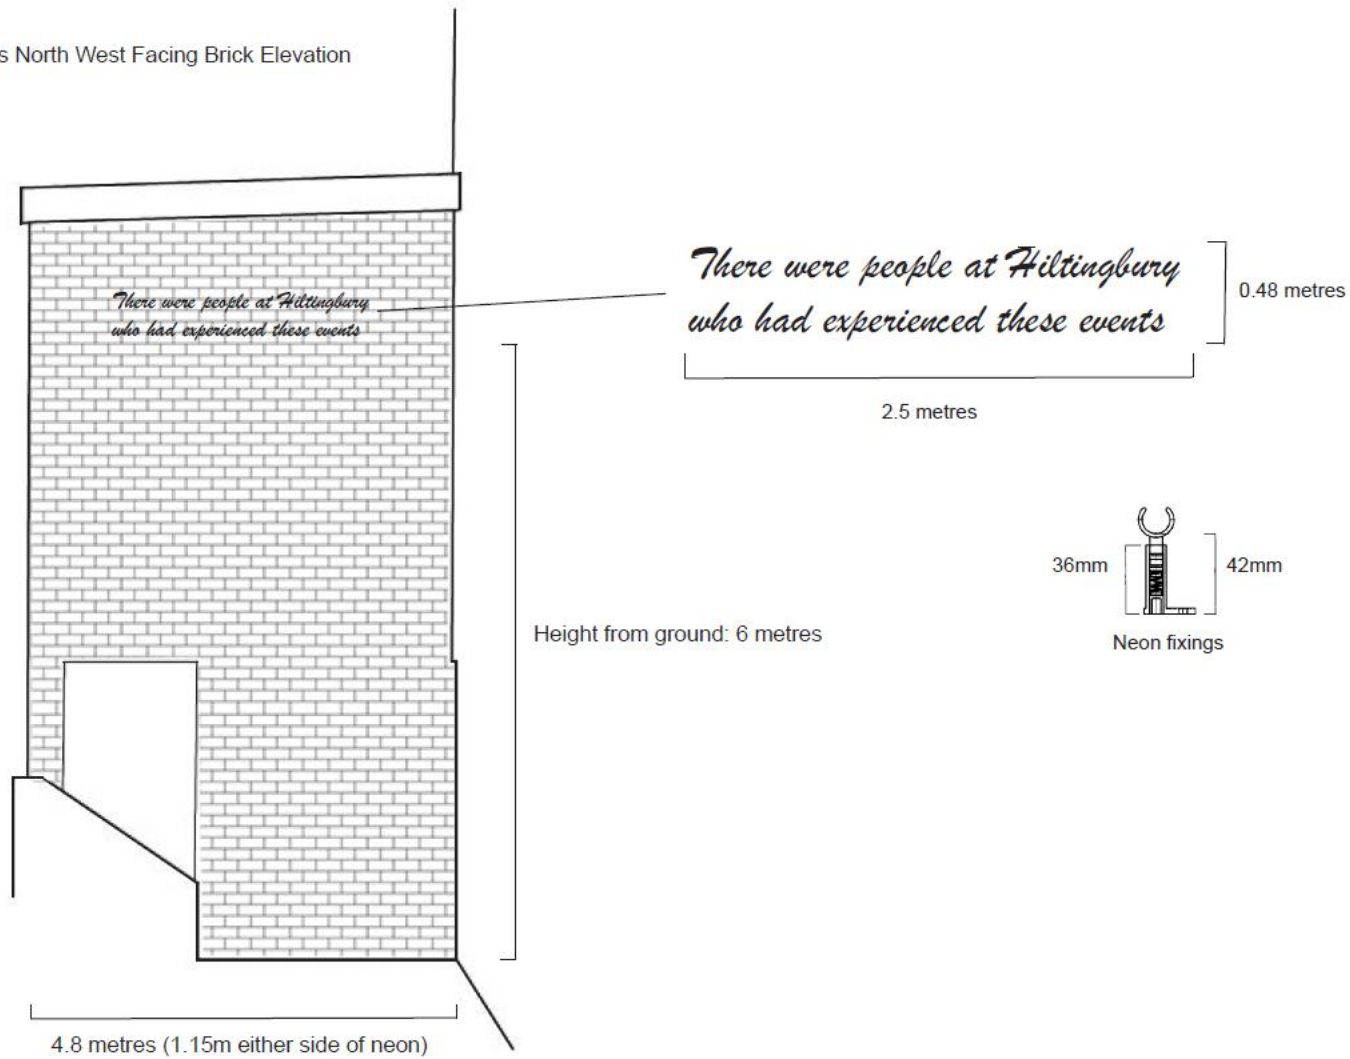 s North West Facing Brick Elevation
There were people at Hiltingbury
who had experienced these events
There were people at Hiltingbury
who had experienced these events
0.48 metres
2.5 metres
36mm
42mm
Neon fixings
Height from ground: 6 metres
4.8 metres (1.15m either side of neon)